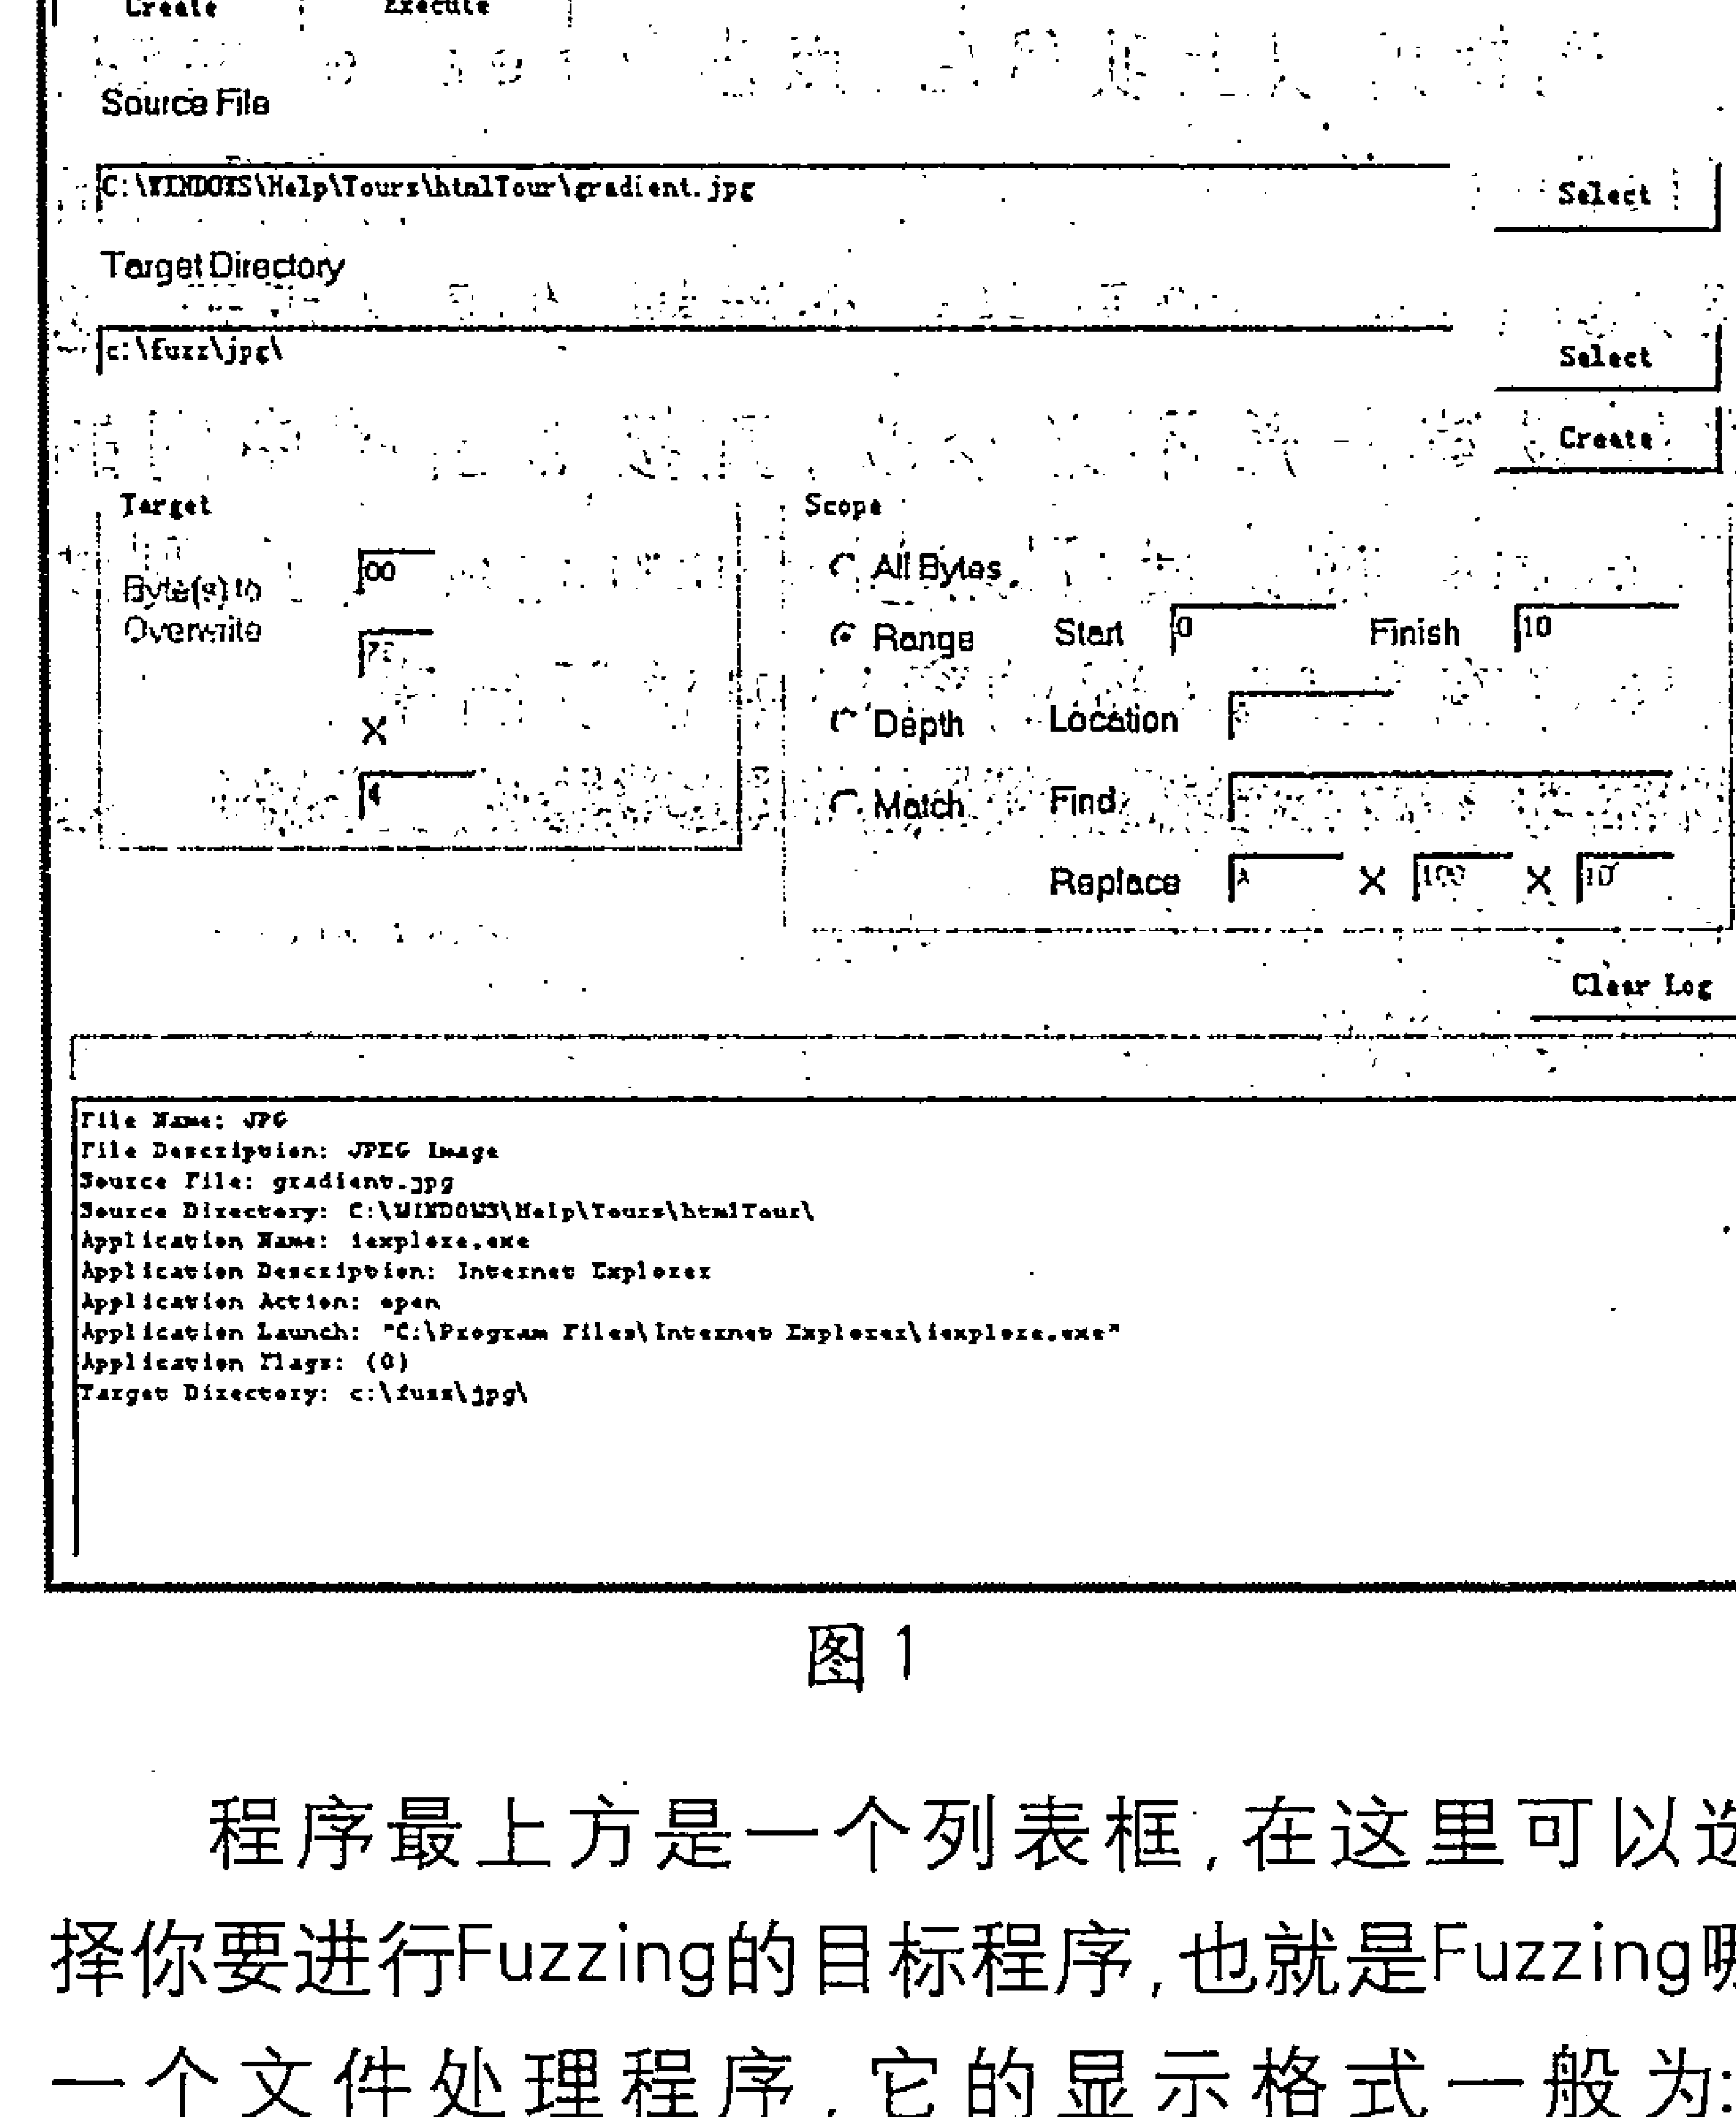 Create Execute
Source File
C:\WINDOWS\Help\Tours\htmlTour\gradient.jpg Select
Target Directory
c:\fuzz\jpg\ Select
Create
Target Scope
Byte(s) to 00 All Bytes
Overwrite Range Start 0 Finish 10
X Depth Location
4 Match Find
Replace X 100 X 10
Clear Log
File Name: JPG
File Description: JPEG Image
Source File: gradient.jpg
Source Directory: C:\WINDOWS\Help\Tours\htmlTour\
Application Name: iexplore.exe
Application Description: Internet Explorer
Application Action: open
Application Launch: "C:\Program Files\Internet Explorer\iexplore.exe"
Application Flags: {0}
Target Directory: c:\fuzz\jpg\
图 1
程序最上方是一个列表框,在这里可以选
择你要进行Fuzzing的目标程序,也就是Fuzzing哪
一个文件处理程序,它的显示格式一般为: